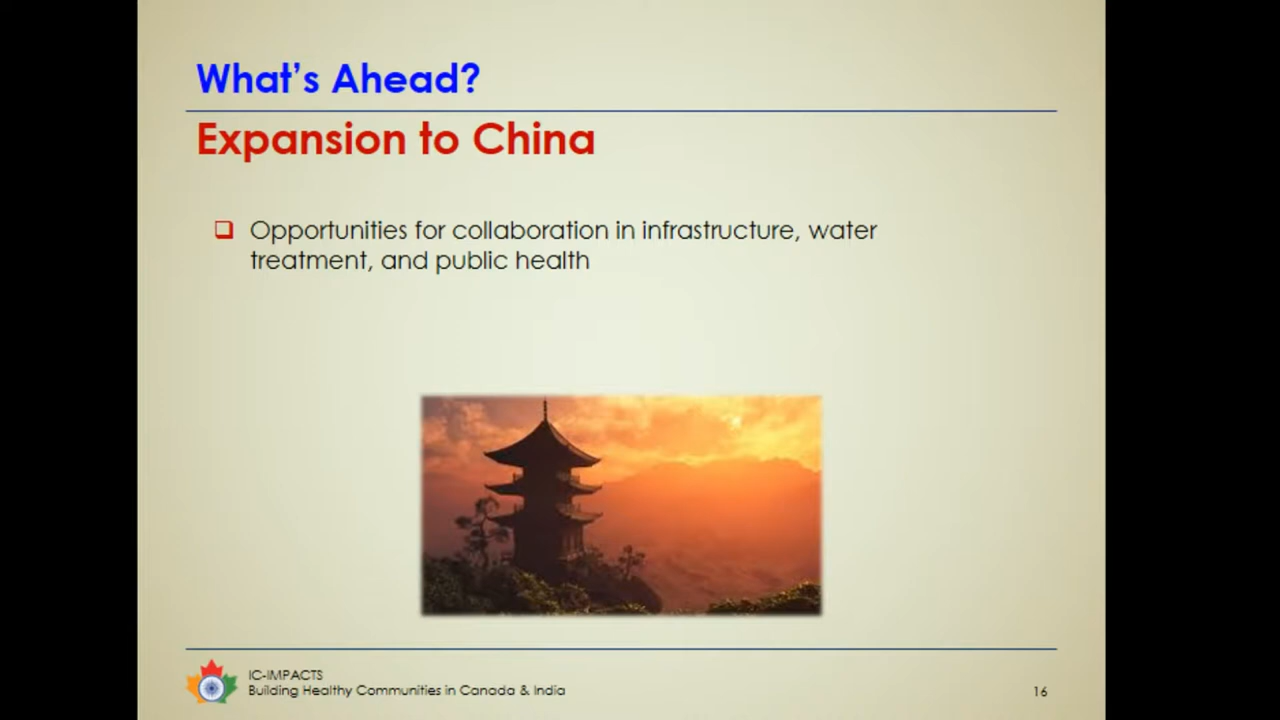 What's Ahead?
Expansion to China
Opportunities for collaboration in infrastructure, water
treatment, and public health
IC-IMPACTS
Building Healthy Communities in Canada & India
16